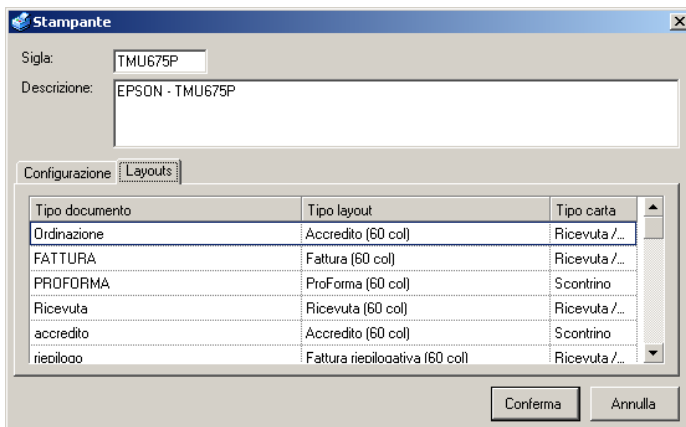 Stampante
Sigla: TMU675P
Descrizione: EPSON - TMU675P
Configurazione Layouts
Tipo documento Tipo layout Tipo carta
Ordinazione Accredito (60 col) Ricevuta /...
FATTURA Fattura (60 col) Ricevuta /...
PROFORMA ProForma (60 col) Scontrino
Ricevuta Ricevuta (60 col) Ricevuta /...
accredito Accredito (60 col) Scontrino
riepilogo Fattura riepilogativa (60 col) Ricevuta /...
Conferma Annulla